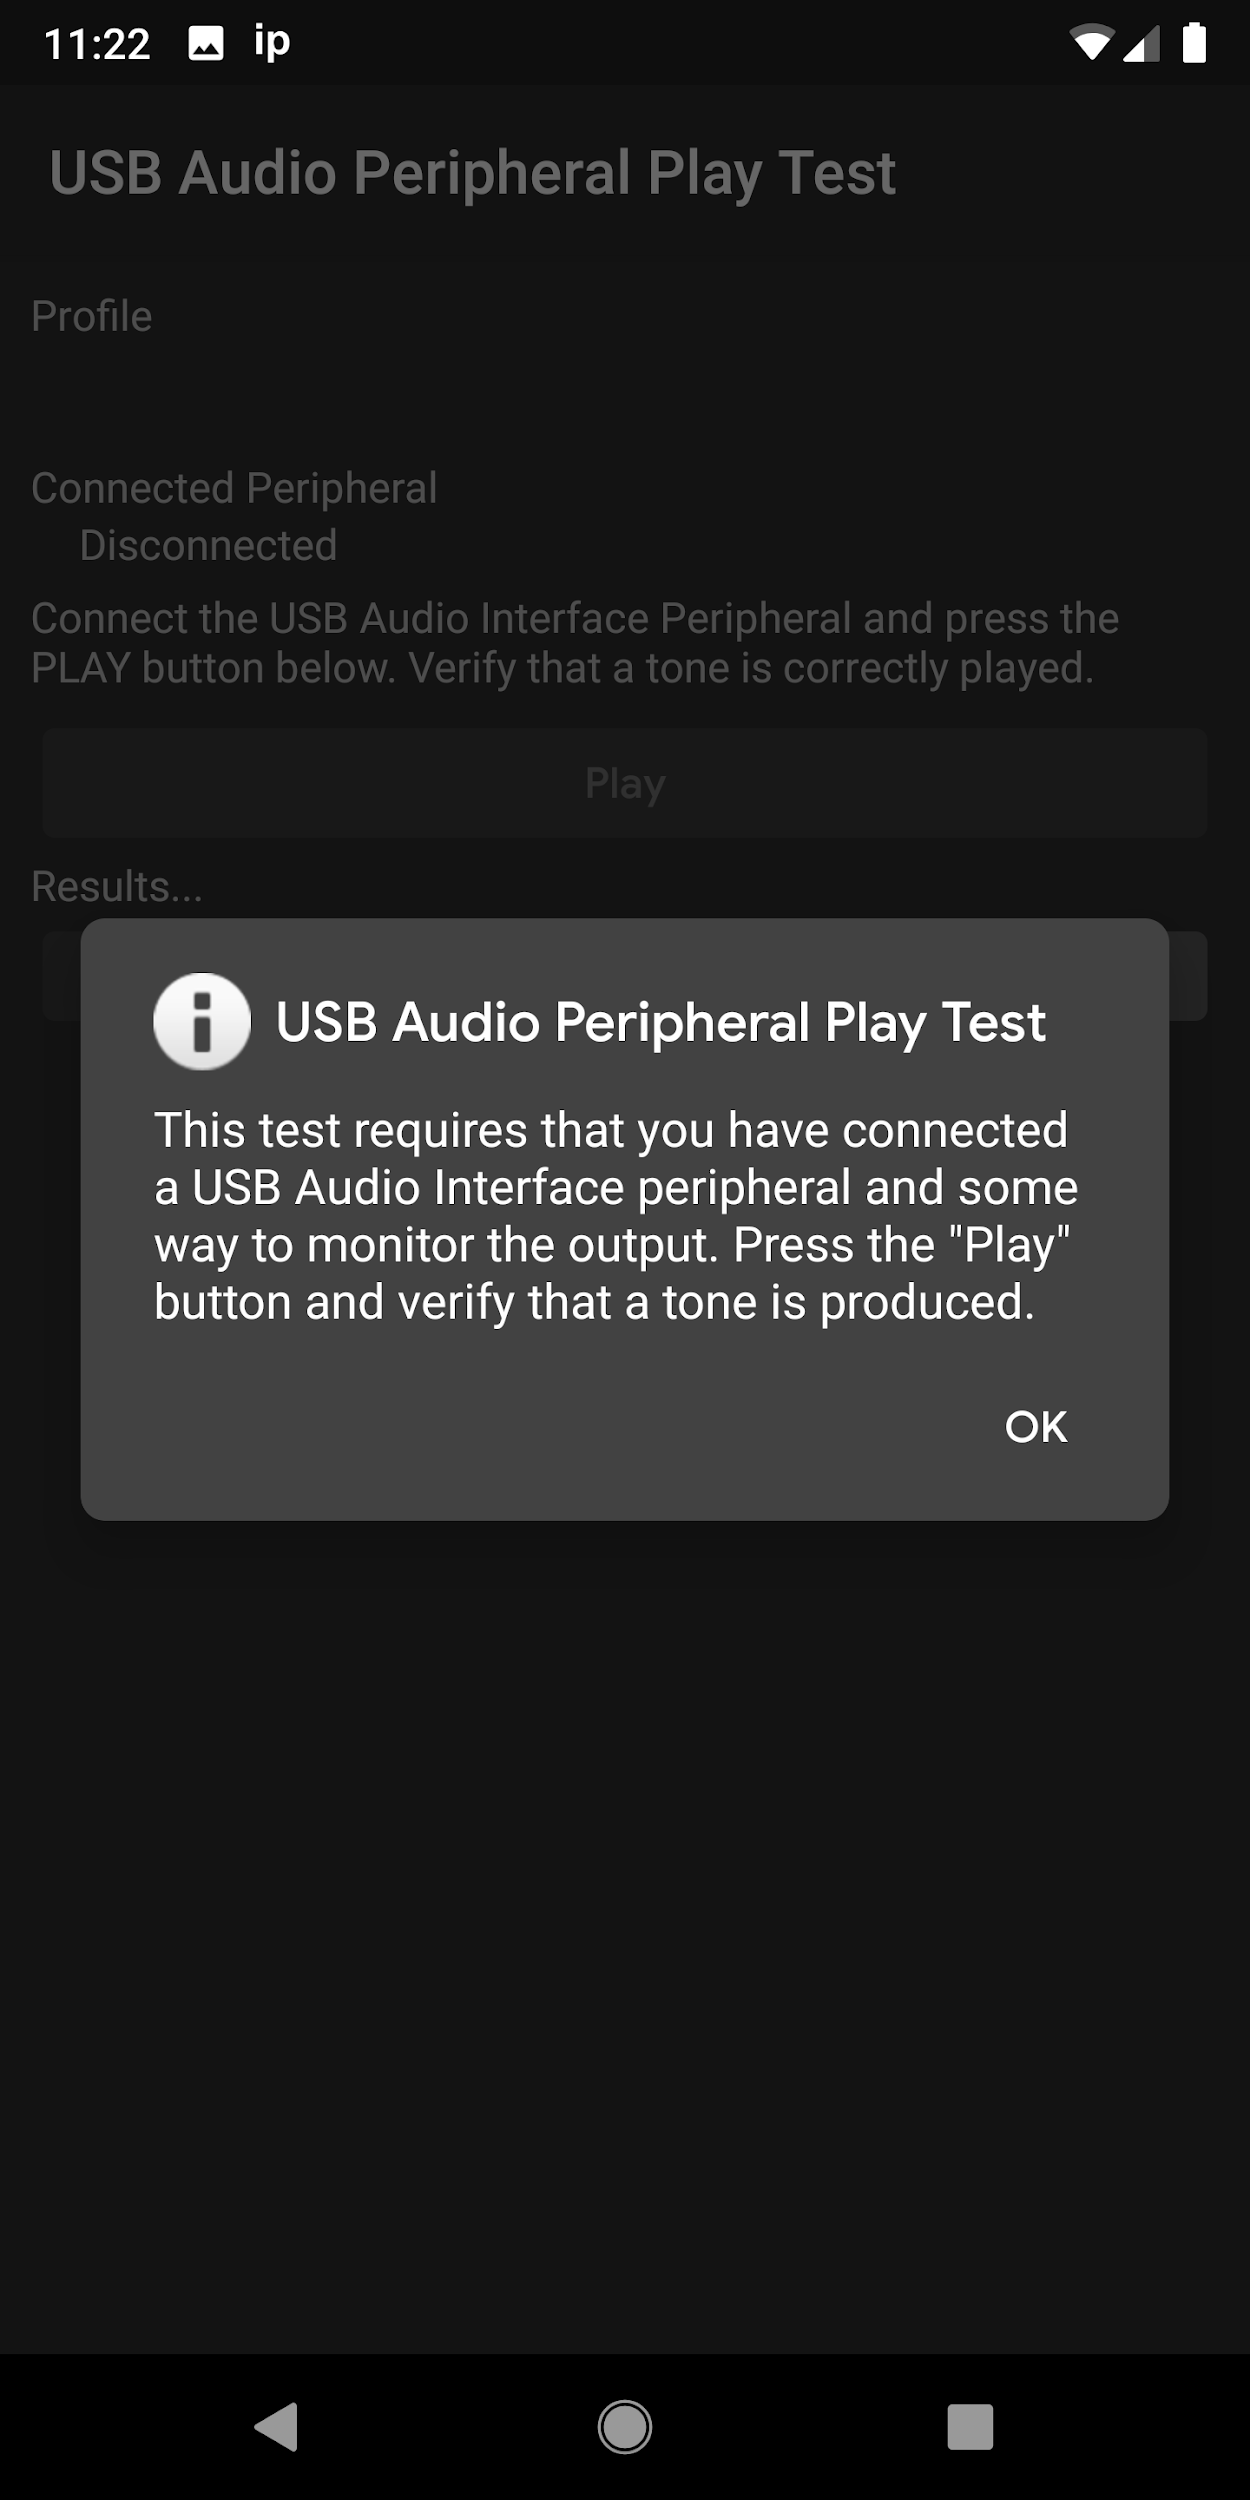 11:22 ip
USB Audio Peripheral Play Test
Profile
Connected Peripheral
Disconnected
Connect the USB Audio Interface Peripheral and press the
PLAY button below. Verify that a tone is correctly played.
Play
Results...
USB Audio Peripheral Play Test
This test requires that you have connected
a USB Audio Interface peripheral and some
way to monitor the output. Press the "Play"
button and verify that a tone is produced.
OK